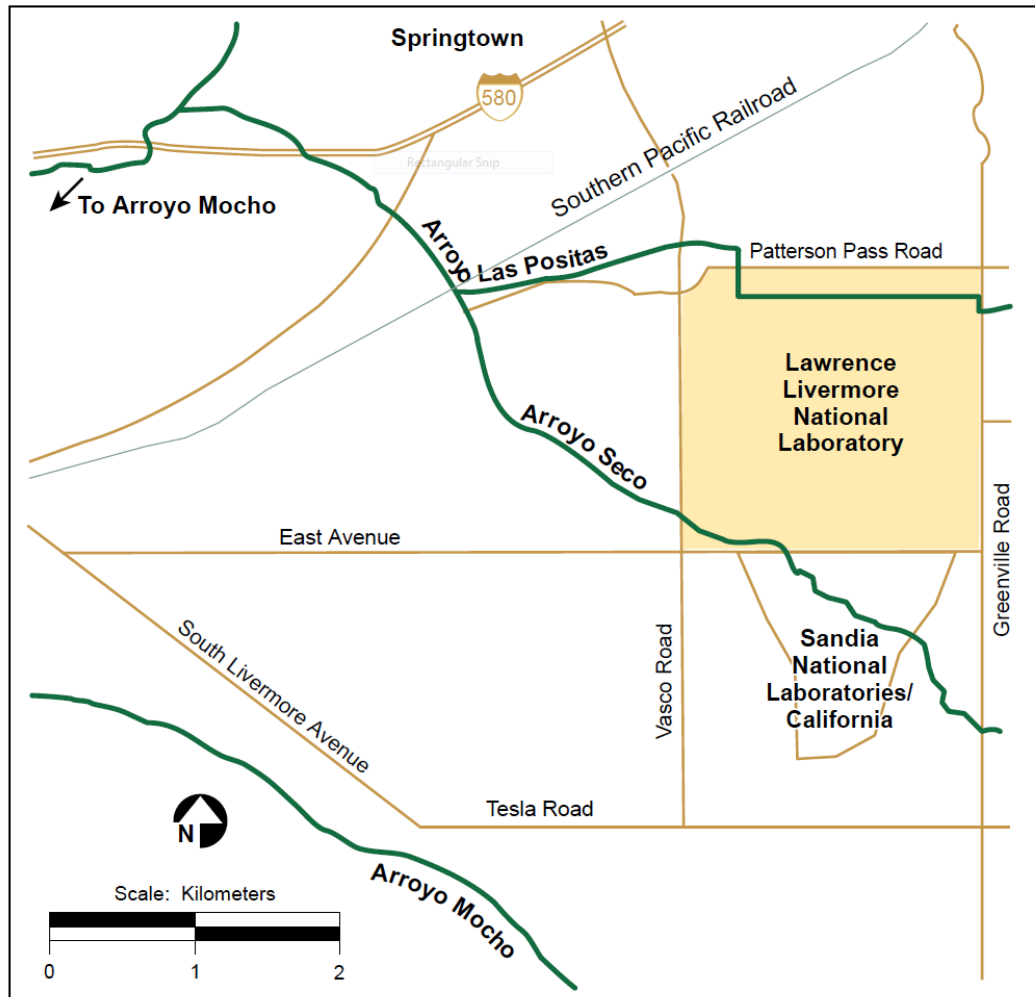 Springtown
580
Rectangular Snip
Southern Pacific Railroad
To Arroyo Mocho
Arroyo Las Positas
Patterson Pass Road
Lawrence
Livermore
National
Laboratory
Arroyo Seco
East Avenue
Greenville Road
South Livermore Avenue
Vasco Road
Sandia
National
Laboratories/
California
Tesla Road
N
Arroyo Mocho
Scale: Kilometers
0 1 2